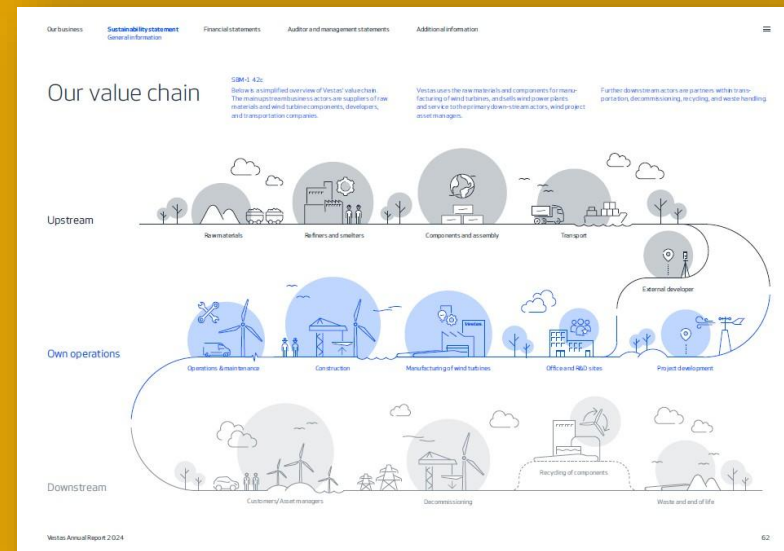 Our business Sustainability statement Financial statements Auditor and management statements Additional information
General information
Our value chain
SBM-1 42c
Below is a simplified overview of Vestas' value chain.
The main upstream business actors are suppliers of raw
materials and wind turbine components, developers,
and transportation companies.
Vestas uses the raw materials and components for manu-
facturing of wind turbines, and sells wind power plants
and service to the primary down-stream actors, wind project
asset managers.
Further downstream actors are partners within trans-
portation, decommissioning, recycling, and waste handling.
Upstream
Raw materials
Refiners and smelters
Components and assembly
Transport
External developer
Vestas
Own operations
Operations & maintenance
Construction
Manufacturing of wind turbines
Office and R&D sites
Project development
Recycling of components
Downstream
Customers/ Asset managers
Decommissioning
Waste and end of life
Vestas Annual Report 2024
62